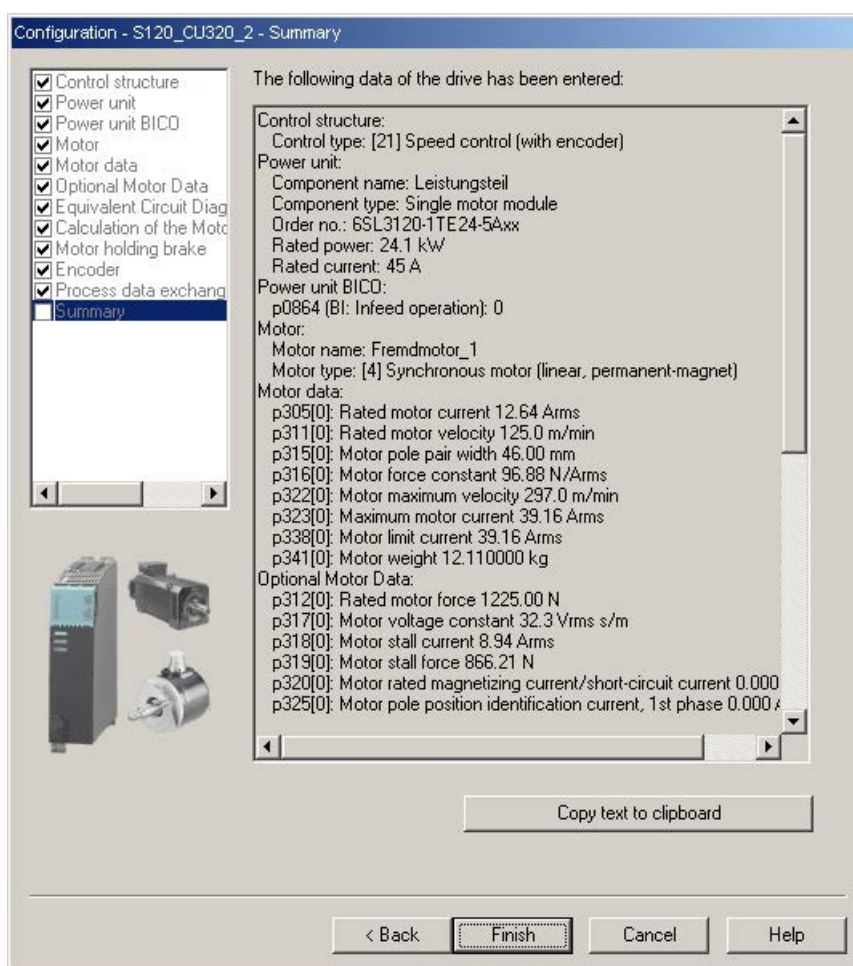 Configuration - S120_CU320_2 - Summary
Control structure
Power unit
Power unit BICO
Motor
Motor data
Optional Motor Data
Equivalent Circuit Diag
Calculation of the Moto
Motor holding brake
Encoder
Process data exchang
Summary
The following data of the drive has been entered:
Control structure:
Control type: [21] Speed control (with encoder)
Power unit:
Component name: Leistungsteil
Component type: Single motor module
Order no.: 6SL3120-1TE24-5Axx
Rated power: 24.1 kW
Rated current: 45 A
Power unit BICO:
p0864 (BI: Infeed operation): 0
Motor:
Motor name: Fremdmotor_1
Motor type: [4] Synchronous motor (linear, permanent-magnet)
Motor data:
p305[0]: Rated motor current 12.64 Arms
p311[0]: Rated motor velocity 125.0 m/min
p315[0]: Motor pole pair width 46.00 mm
p316[0]: Motor force constant 96.88 N/Arms
p322[0]: Motor maximum velocity 297.0 m/min
p323[0]: Maximum motor current 39.16 Arms
p338[0]: Motor limit current 39.16 Arms
p341[0]: Motor weight 12.110000 kg
Optional Motor Data:
p312[0]: Rated motor force 1225.00 N
p317[0]: Motor voltage constant 32.3 Vrms s/m
p318[0]: Motor stall current 8.94 Arms
p319[0]: Motor stall force 866.21 N
p320[0]: Motor rated magnetizing current/short-circuit current 0.000
p325[0]: Motor pole position identification current, 1st phase 0.000
Copy text to clipboard
< Back
Finish
Cancel
Help